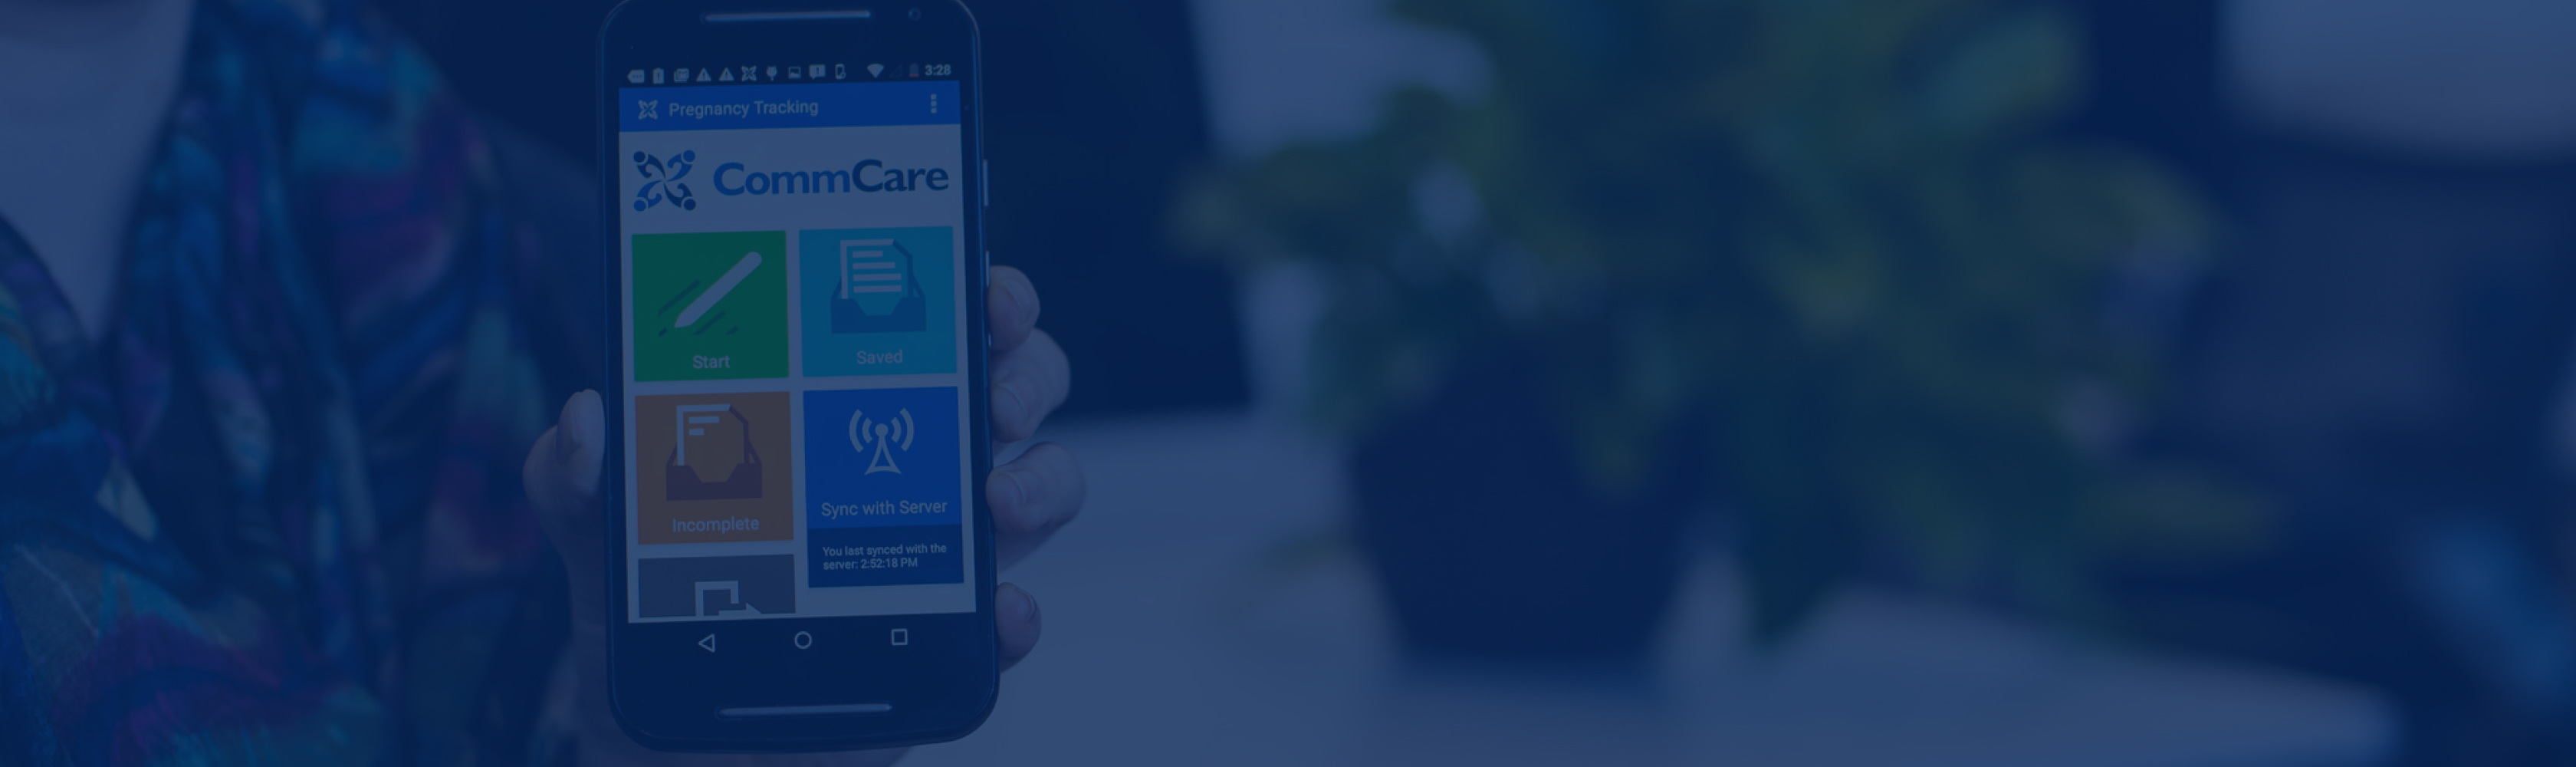 3:28
Pregnancy Tracking
CommCare
Start
Saved
Incomplete
Sync with Server
You last synced with the
server: 2:52:18 PM